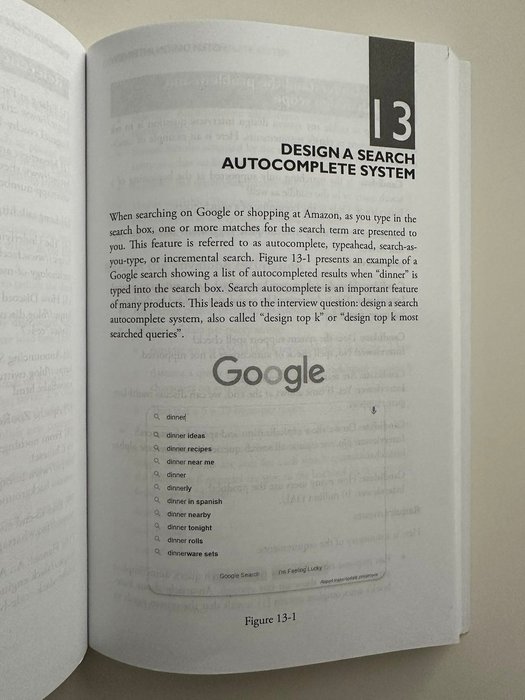 13
DESIGN A SEARCH
AUTOCOMPLETE SYSTEM
When searching on Google or shopping at Amazon, as you type in the
search box, one or more matches for the search term are presented to
you. This feature is referred to as autocomplete, typeahead, search-as-
you-type, or incremental search. Figure 13-1 presents an example of a
Google search showing a list of autocompleted results when “dinner” is
typed into the search box. Search autocomplete is an important feature
of many products. This leads us to the interview question: design a search
autocomplete system, also called “design top k” or “design top k most
searched queries”.
Google
dinner
dinner ideas
dinner recipes
dinner near me
dinner
dinnerly
dinner in spanish
dinner nearby
dinner tonight
dinner rolls
dinnerware sets
Google Search I'm Feeling Lucky
Report inappropriate predictions
Figure 13-1